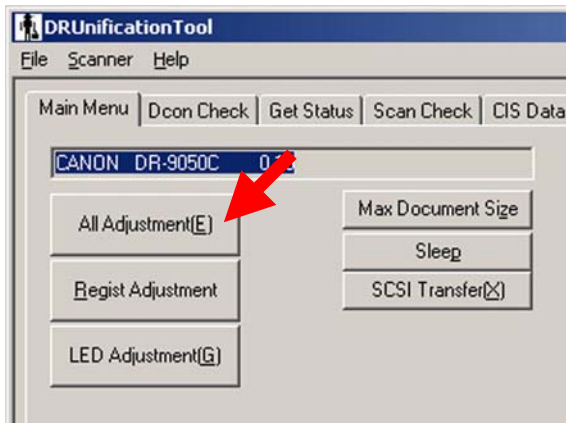 DRUnificationTool
File Scanner Help
Main Menu Dcon Check Get Status Scan Check CIS Data
CANON DR-9050C
All Adjustment(E)
Max Document Size
Sleep
Regist Adjustment
SCSI Transfer(X)
LED Adjustment(G)